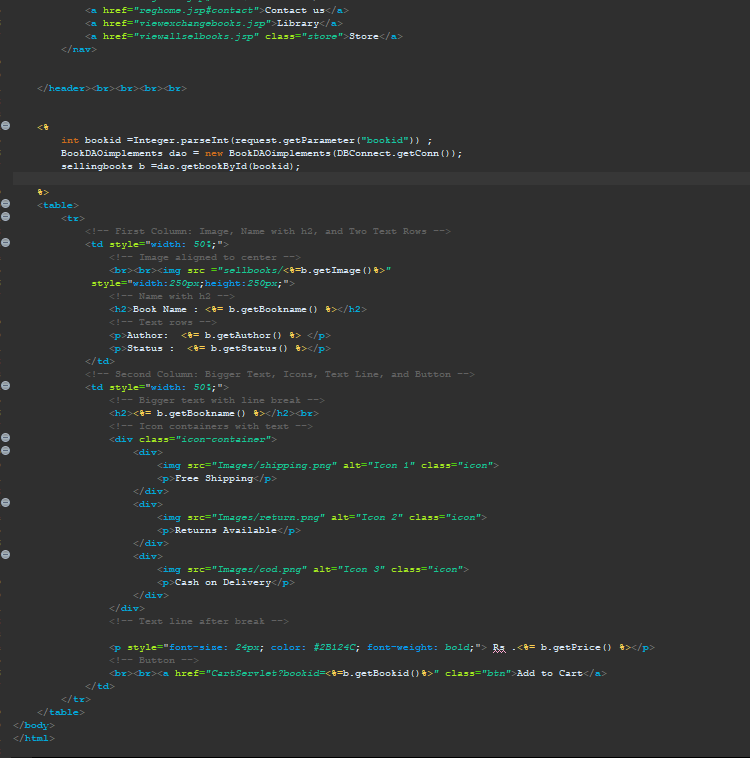 <a href="reghome.jsp#contact">Contact us</a>
<a href="viewexchangebooks.jsp">Library</a>
<a href="viewallselbooks.jsp" class="store">Store</a>
</nav>
</header><br><br><br><br>
<%
int bookid =Integer.parseInt(request.getParameter("bookid")) ;
BookDAOimplements dao = new BookDAOimplements(DBConnect.getConn());
sellingbooks b =dao.getbookById(bookid);
%>
<table>
<tr>
<!-- First Column: Image, Name with h2, and Two Text Rows -->
<td style="width: 50%;">
<!-- Image aligned to center -->
<br><br><img src ="sellbooks/<%=b.getImage()%>"
style="width:250px;height:250px;">
<!-- Name with h2 -->
<h2>Book Name : <%= b.getBookname() %></h2>
<!-- Text rows -->
<p>Author:  <%= b.getAuthor() %> </p>
<p>Status :  <%= b.getStatus() %></p>
</td>
<!-- Second Column: Bigger Text, Icons, Text Line, and Button -->
<td style="width: 50%;">
<!-- Bigger text with line break -->
<h2><%= b.getBookname() %></h2><br>
<!-- Icon containers with text -->
<div class="icon-container">
<div>
<img src="Images/shipping.png" alt="Icon 1" class="icon">
<p>Free Shipping</p>
</div>
<div>
<img src="Images/return.png" alt="Icon 2" class="icon">
<p>Returns Available</p>
</div>
<div>
<img src="Images/cod.png" alt="Icon 3" class="icon">
<p>Cash on Delivery</p>
</div>
</div>
<!-- Text line after break -->
<p style="font-size: 24px; color: #2B124C; font-weight: bold;"> Rs .<%= b.getPrice() %></p>
<!-- Button -->
<br><br><a href="CartServlet?bookid=<%=b.getBookid()%>" class="btn">Add to Cart</a>
</td>
</tr>
</table>
</body>
</html>